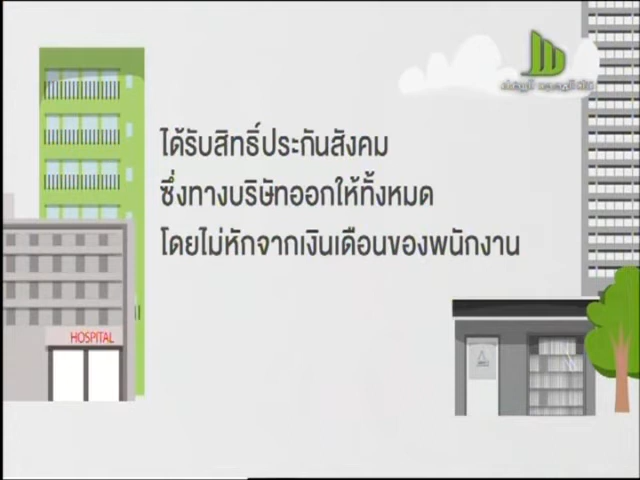 ได้รับสิทธิ์ประกันสังคม
ซึ่งทางบริษัทออกให้ทั้งหมด
โดยไม่หักจากเงินเดือนของพนักงาน
HOSPITAL